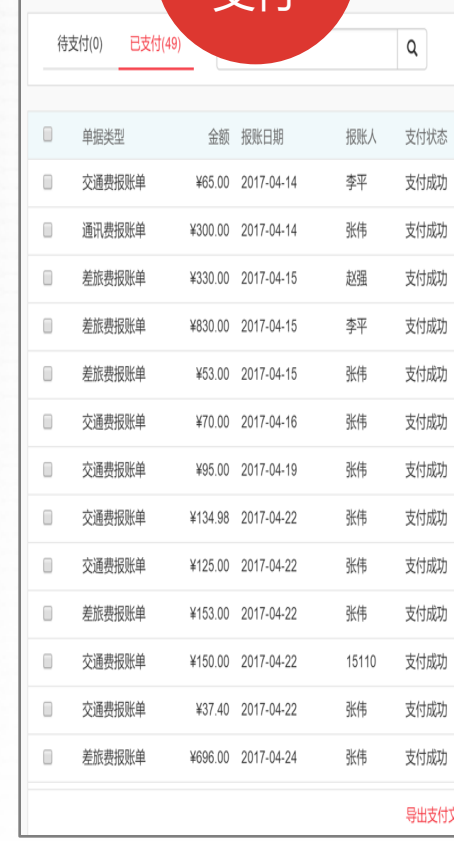 支付
待支付(0) 已支付(49)
单据类型 金额 报账日期 报账人 支付状态
交通费报账单 ¥65.00 2017-04-14 李平 支付成功
通讯费报账单 ¥300.00 2017-04-14 张伟 支付成功
差旅费报账单 ¥330.00 2017-04-15 赵强 支付成功
差旅费报账单 ¥830.00 2017-04-15 李平 支付成功
差旅费报账单 ¥53.00 2017-04-15 张伟 支付成功
交通费报账单 ¥70.00 2017-04-16 张伟 支付成功
交通费报账单 ¥95.00 2017-04-19 张伟 支付成功
交通费报账单 ¥134.98 2017-04-22 张伟 支付成功
交通费报账单 ¥125.00 2017-04-22 张伟 支付成功
差旅费报账单 ¥153.00 2017-04-22 张伟 支付成功
交通费报账单 ¥150.00 2017-04-22 15110 支付成功
交通费报账单 ¥37.40 2017-04-22 张伟 支付成功
差旅费报账单 ¥696.00 2017-04-24 张伟 支付成功
导出支付文